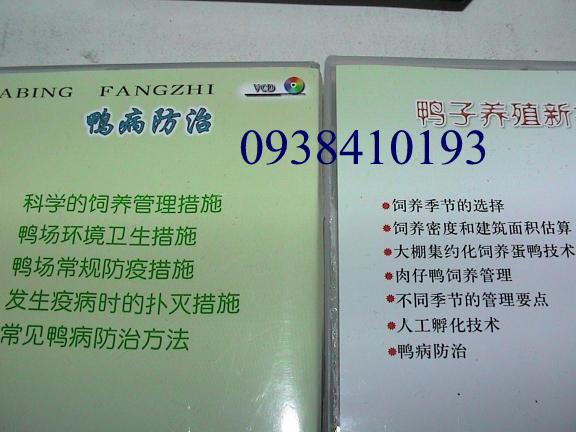 ABING FANGZHI
VCD
鸭病防治
科学的饲养管理措施
鸭场环境卫生措施
鸭场常规防疫措施
发生疫病时的扑灭措施
常见鸭病防治方法
0938410193
鸭子养殖新
饲养季节的选择
饲养密度和建筑面积估算
大棚集约化饲养蛋鸭技术
肉仔鸭饲养管理
不同季节的管理要点
人工孵化技术
鸭病防治